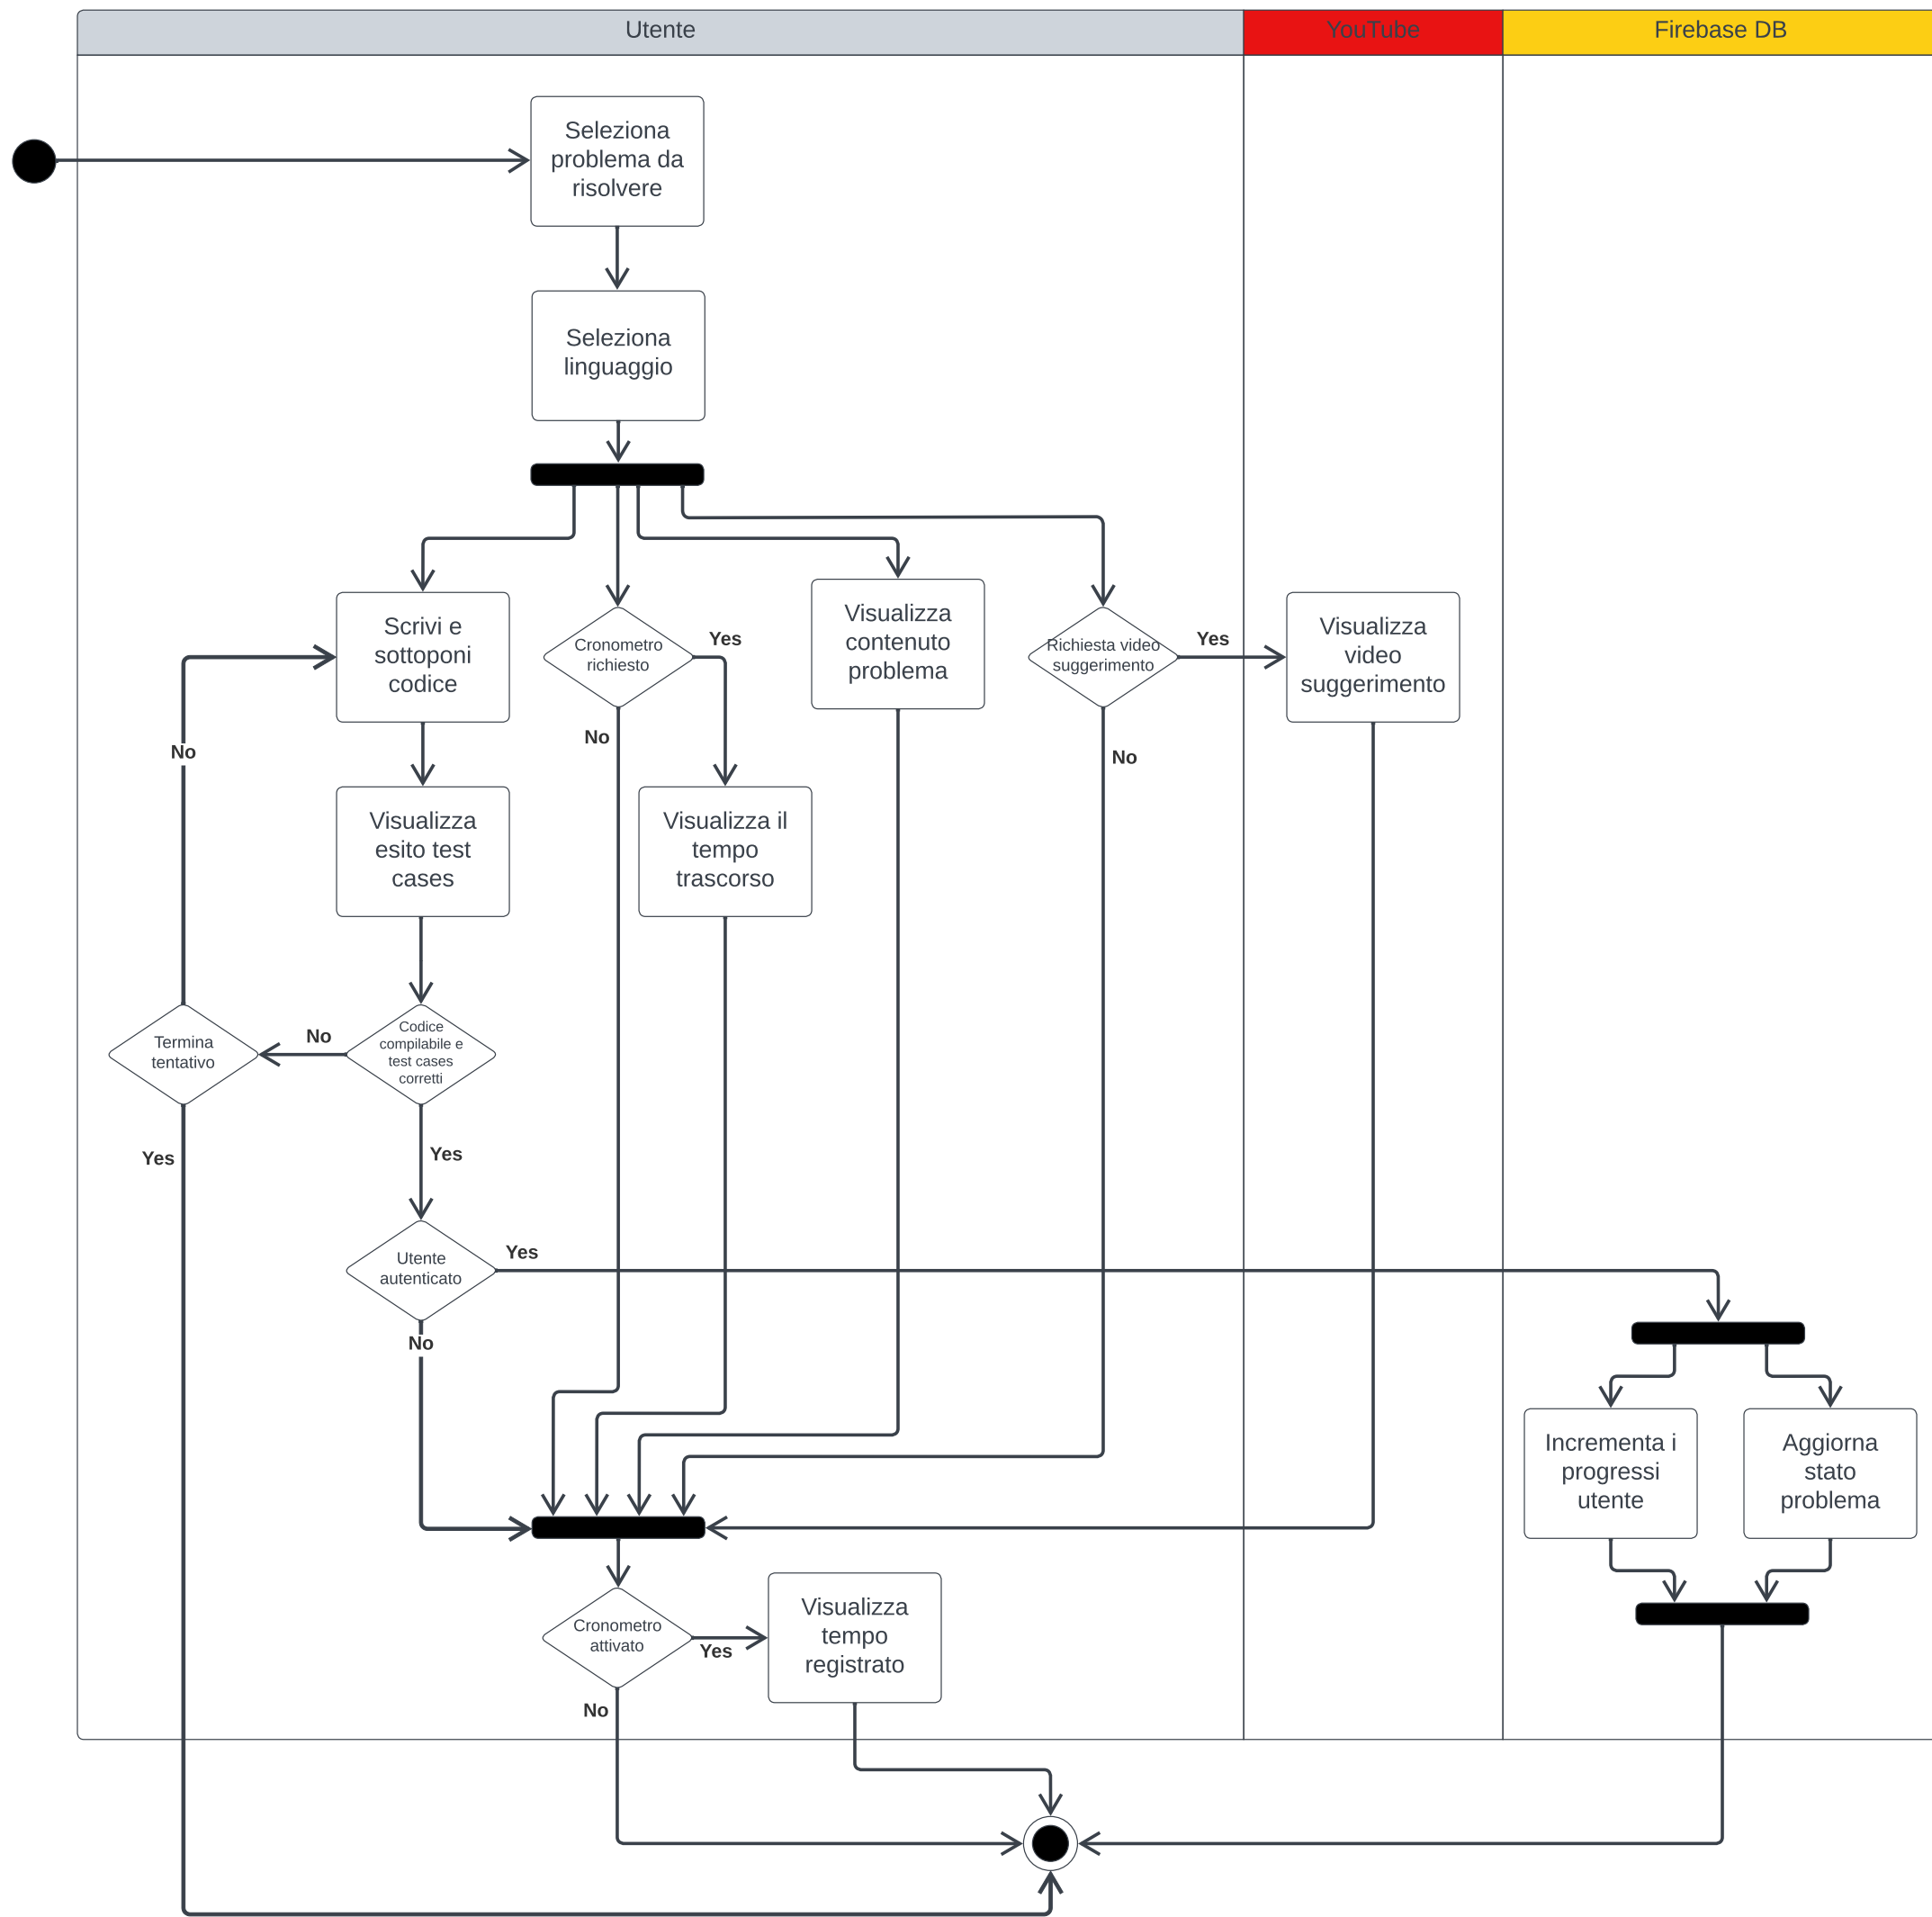 Utente
YouTube
Firebase DB
Seleziona
problema da
risolvere
Seleziona
linguaggio
Scrivi e
sottoponi
codice
Cronometro
richiesto
Yes
No
Visualizza
contenuto
problema
Richiesta video
suggerimento
Yes
No
Visualizza
video
suggerimento
No
Visualizza
esito test
cases
Visualizza il
tempo
trascorso
Termina
tentativo
No
Codice
compilabile e
test cases
corretti
Yes
Yes
Utente
autenticato
Yes
No
Incrementa i
progressi
utente
Aggiorna
stato
problema
Cronometro
attivato
Yes
No
Visualizza
tempo
registrato